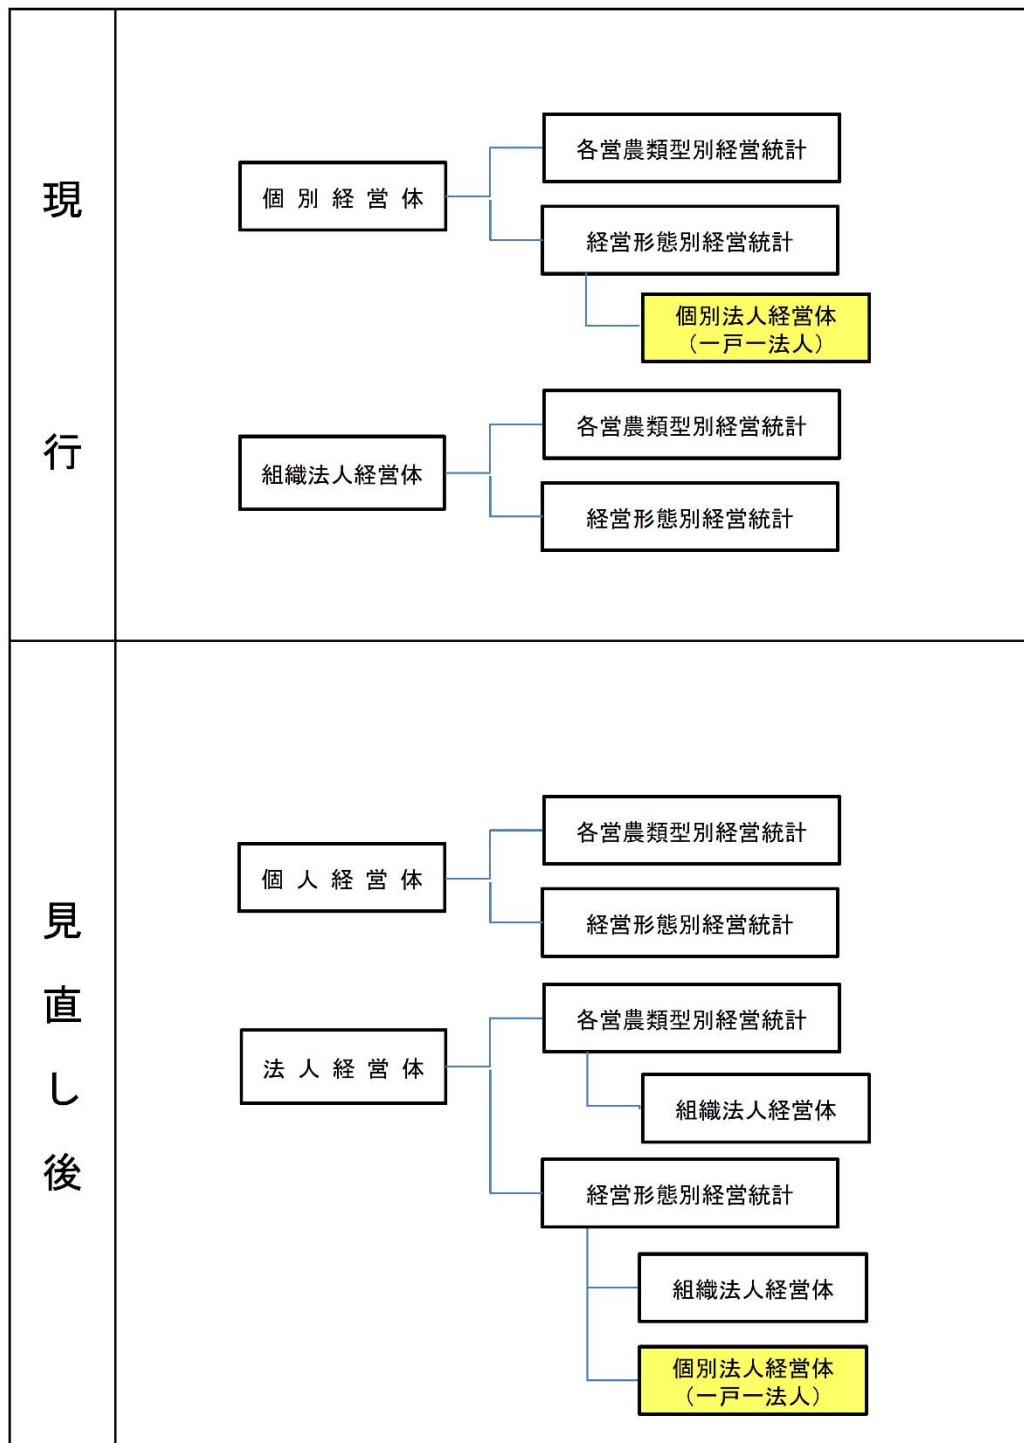 現行
個別経営体
各営農類型別経営統計
経営形態別経営統計
個別法人経営体
（一戸一法人）
組織法人経営体
各営農類型別経営統計
経営形態別経営統計
見直し後
個人経営体
各営農類型別経営統計
経営形態別経営統計
法人経営体
各営農類型別経営統計
組織法人経営体
経営形態別経営統計
組織法人経営体
個別法人経営体
（一戸一法人）